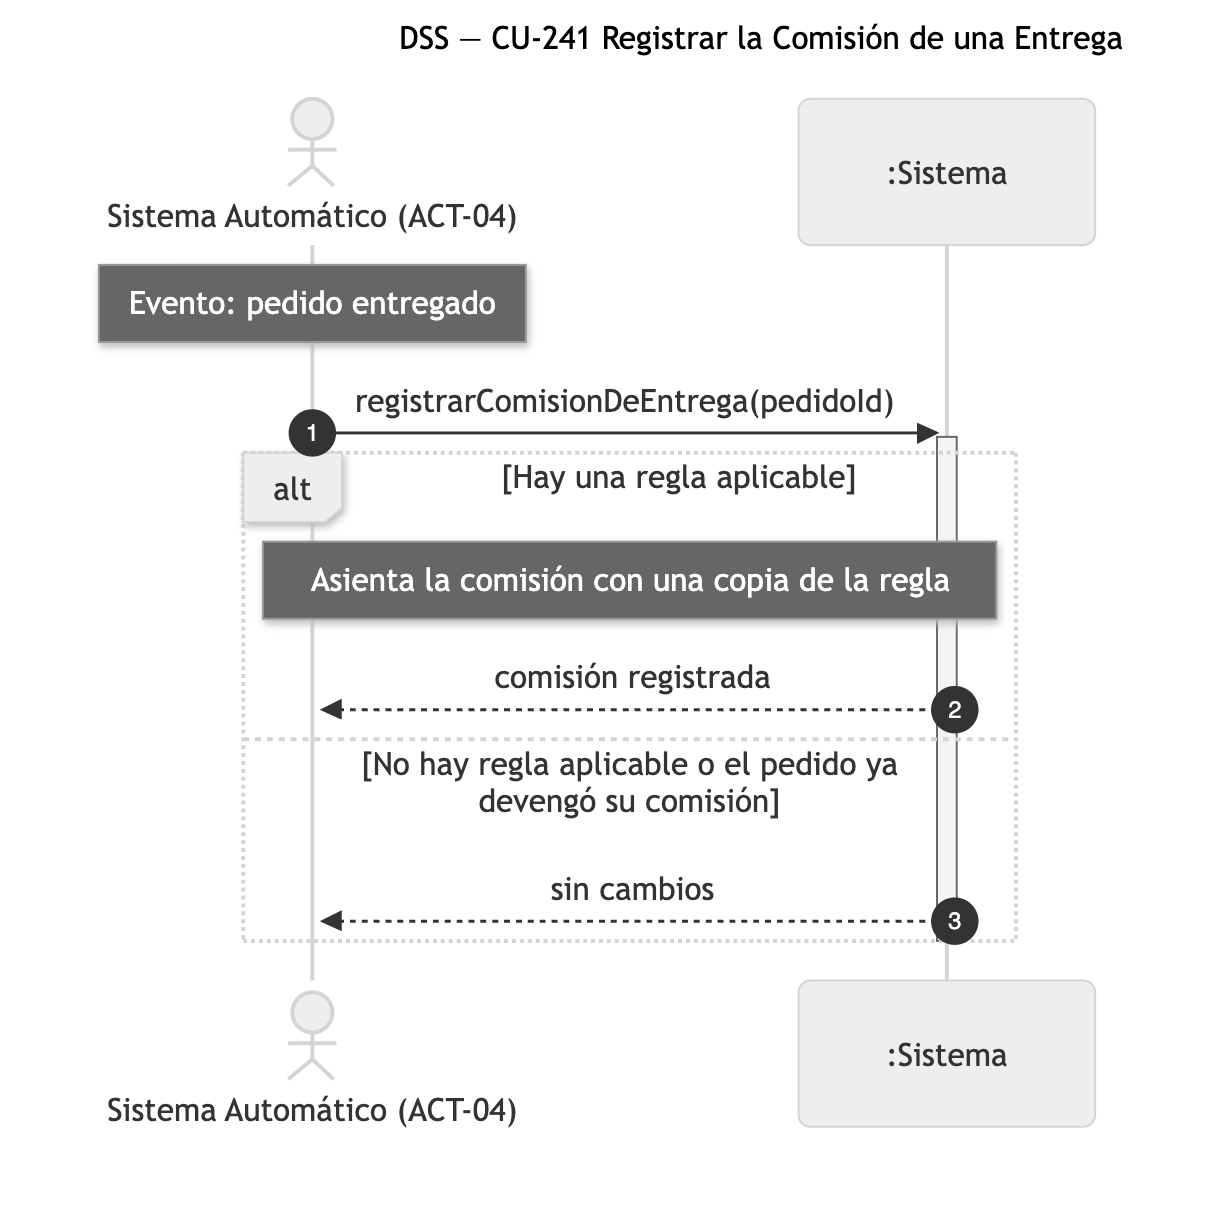 DSS — CU-241 Registrar la Comisión de una Entrega
Sistema Automático (ACT-04)
:Sistema
Evento: pedido entregado
registrarComisionDeEntrega(pedidoId)
1
alt
[Hay una regla aplicable]
Asienta la comisión con una copia de la regla
comisión registrada
2
[No hay regla aplicable o el pedido ya
devengó su comisión]
sin cambios
3
Sistema Automático (ACT-04)
:Sistema